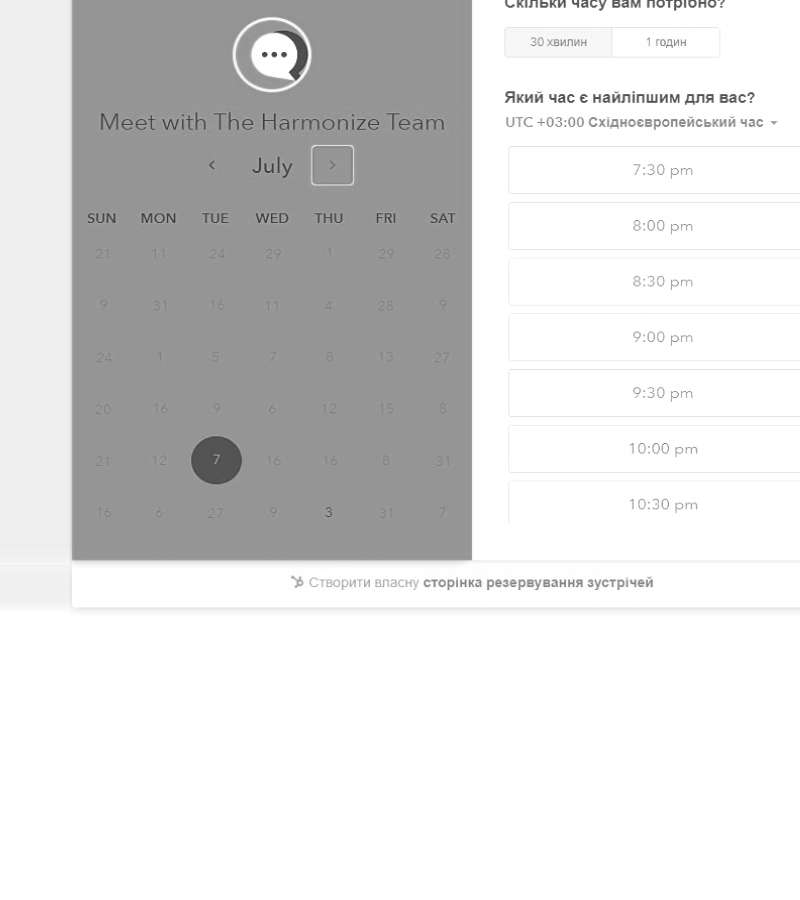 Скільки часу вам потрібно?
30 хвилин 1 годин
Meet with The Harmonize Team
Який час є найліпшим для вас?
UTC +03:00 Східноєвропейський час
July
7:30 pm
8:00 pm
8:30 pm
9:00 pm
9:30 pm
10:00 pm
10:30 pm
SUN MON TUE WED THU FRI SAT
21 11 24 29 1 29 28
9 31 16 11 4 28 9
24 1 5 7 8 13 27
20 16 9 6 12 15 8
21 12 7 16 16 8 31
16 6 27 9 3 31 7
Створити власну сторінка резервування зустрічей